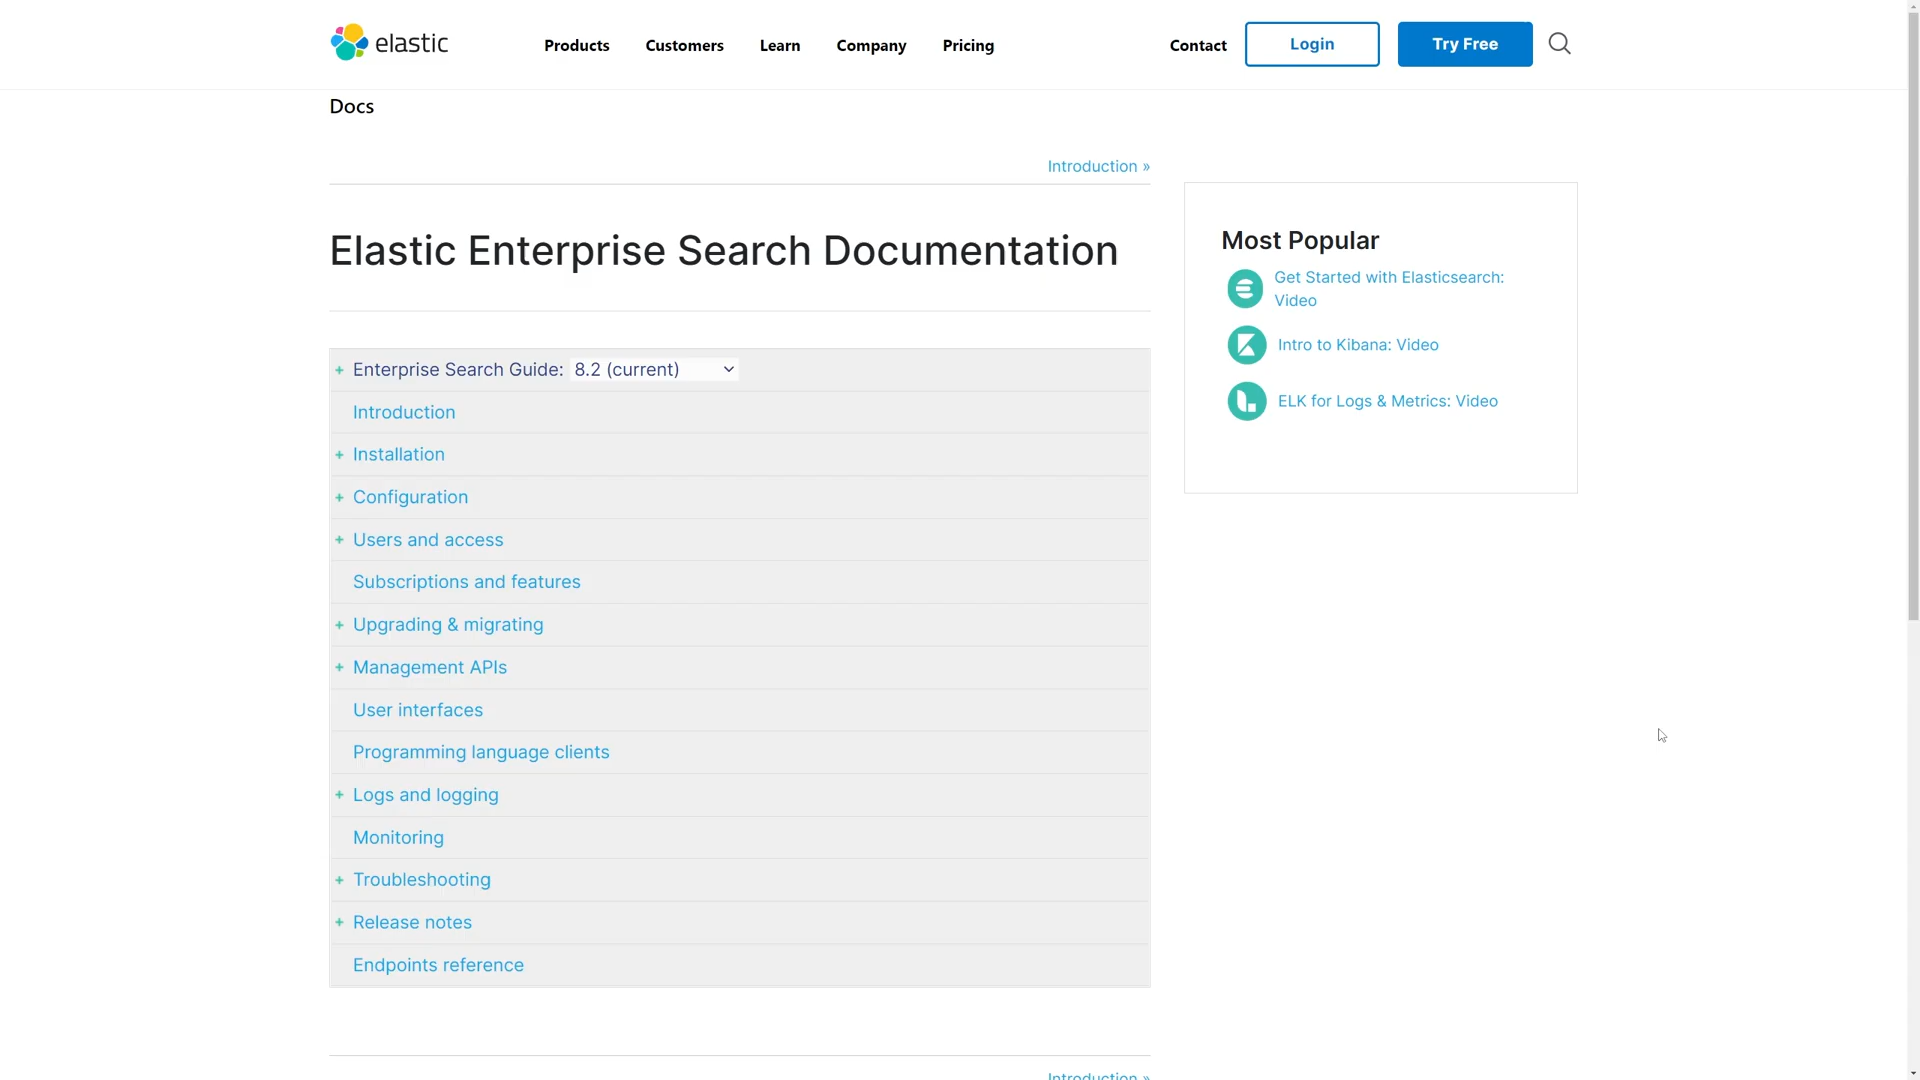 elastic
Products
Customers
Learn
Company
Pricing
Contact
Login
Try Free
Docs
Introduction »
Elastic Enterprise Search Documentation
+ Enterprise Search Guide: 8.2 (current)
Introduction
+ Installation
+ Configuration
+ Users and access
Subscriptions and features
+ Upgrading & migrating
+ Management APIs
User interfaces
Programming language clients
+ Logs and logging
Monitoring
+ Troubleshooting
+ Release notes
Endpoints reference
Introduction »
Most Popular
Get Started with Elasticsearch:
Video
Intro to Kibana: Video
ELK for Logs & Metrics: Video